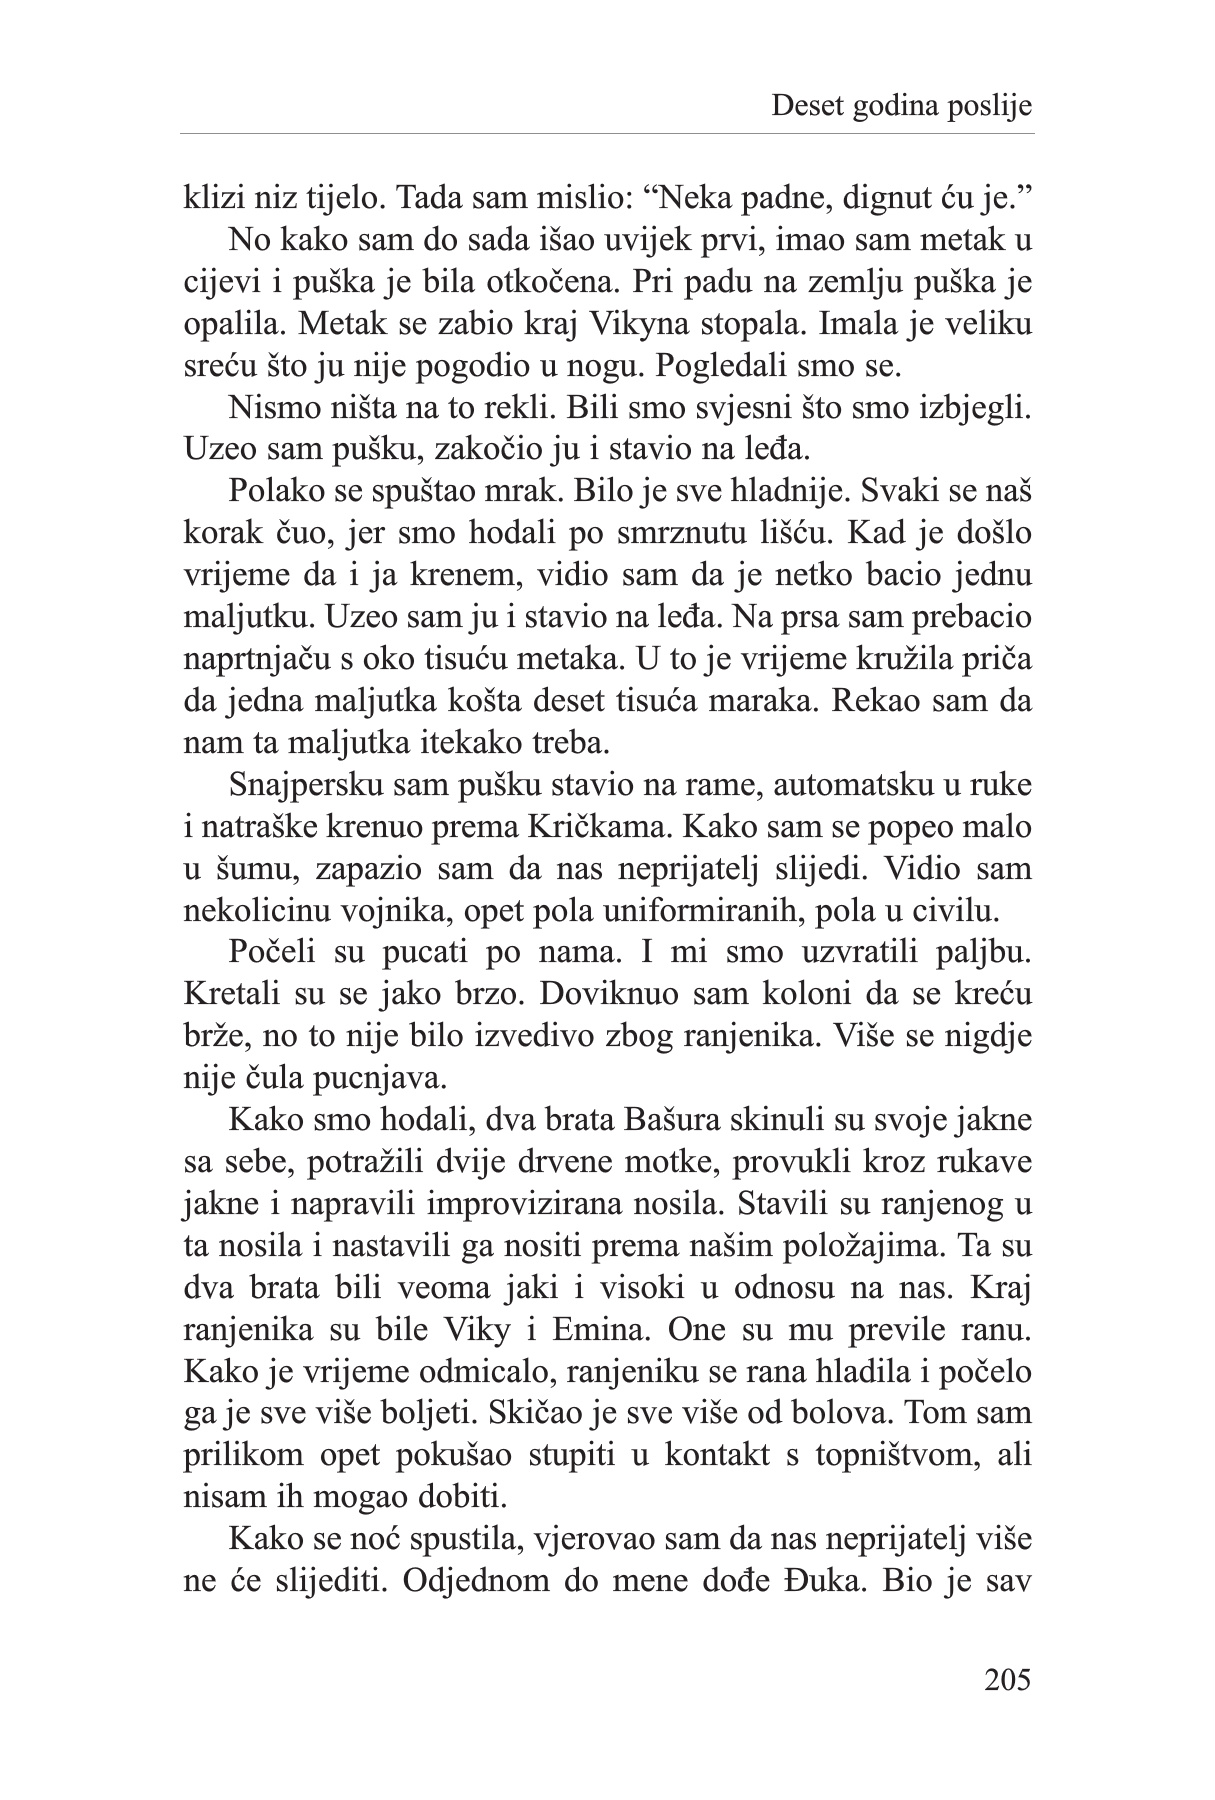 Deset godina poslije
klizi niz tijelo. Tada sam mislio: “Neka padne, dignut ću je.”
No kako sam do sada išao uvijek prvi, imao sam metak u
cijevi i puška je bila otkočena. Pri padu na zemlju puška je
opalila. Metak se zabio kraj Vikyna stopala. Imala je veliku
sreću što ju nije pogodio u nogu. Pogledali smo se.
Nismo ništa na to rekli. Bili smo svjesni što smo izbjegli.
Uzeo sam pušku, zakočio ju i stavio na leđa.
Polako se spuštao mrak. Bilo je sve hladnije. Svaki se naš
korak čuo, jer smo hodali po smrznutu lišću. Kad je došlo
vrijeme da i ja krenem, vidio sam da je netko bacio jednu
maljutku. Uzeo sam ju i stavio na leđa. Na prsa sam prebacio
naprtnjaču s oko tisuću metaka. U to je vrijeme kružila priča
da jedna maljutka košta deset tisuća maraka. Rekao sam da
nam ta maljutka itekako treba.
Snajpersku sam pušku stavio na rame, automatsku u ruke
i natraške krenuo prema Kričkama. Kako sam se popeo malo
u šumu, zapazio sam da nas neprijatelj slijedi. Vidio sam
nekolicinu vojnika, opet pola uniformiranih, pola u civilu.
Počeli su pucati po nama. I mi smo uzvratili paljbu.
Kretali su se jako brzo. Doviknuo sam koloni da se kreću
brže, no to nije bilo izvedivo zbog ranjenika. Više se nigdje
nije čula pucnjava.
Kako smo hodali, dva brata Bašura skinuli su svoje jakne
sa sebe, potražili dvije drvene motke, provukli kroz rukave
jakne i napravili improvizirana nosila. Stavili su ranjenog u
ta nosila i nastavili ga nositi prema našim položajima. Ta su
dva brata bili veoma jaki i visoki u odnosu na nas. Kraj
ranjenika su bile Viky i Emina. One su mu previle ranu.
Kako je vrijeme odmicalo, ranjeniku se rana hladila i počelo
ga je sve više boljeti. Skičao je sve više od bolova. Tom sam
prilikom opet pokušao stupiti u kontakt s topništvom, ali
nisam ih mogao dobiti.
Kako se noć spustila, vjerovao sam da nas neprijatelj više
ne će slijediti. Odjednom do mene dođe Đuka. Bio je sav
205